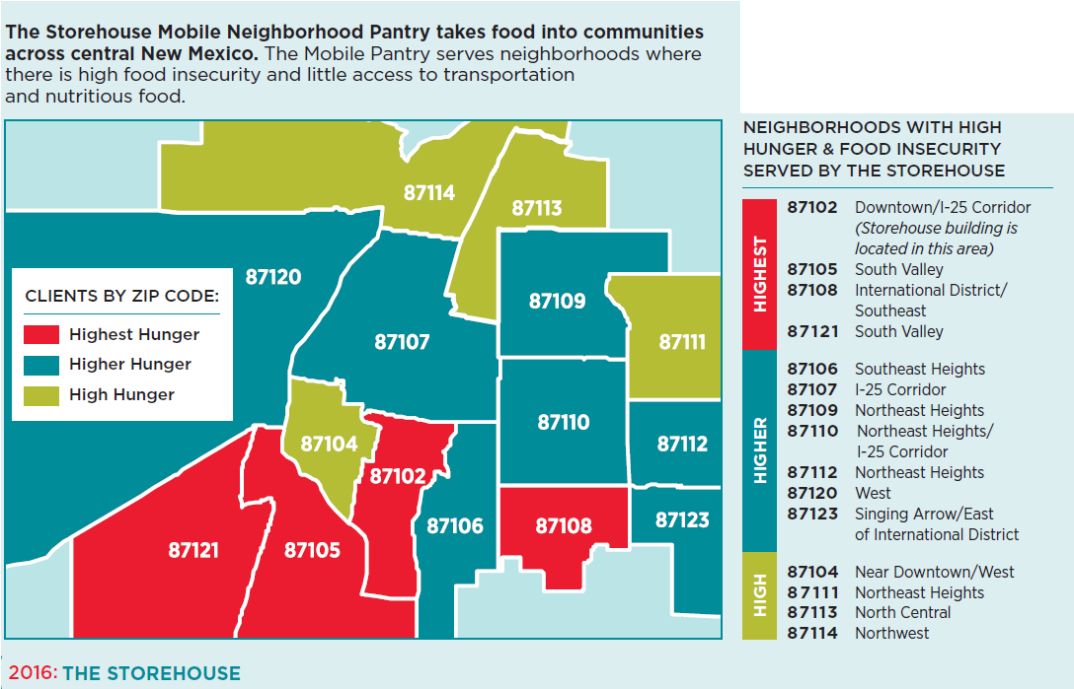 The Storehouse Mobile Neighborhood Pantry takes food into communities
across central New Mexico. The Mobile Pantry serves neighborhoods where
there is high food insecurity and little access to transportation
and nutritious food.
87114
87113
87120
87109
87107
87111
87110
87104
87112
87102
87106
87108
87123
87121
87105
CLIENTS BY ZIP CODE:
Highest Hunger
Higher Hunger
High Hunger
NEIGHBORHOODS WITH HIGH
HUNGER & FOOD INSECURITY
SERVED BY THE STOREHOUSE
HIGHEST
87102 Downtown/I-25 Corridor
(Storehouse building is
located in this area)
87105 South Valley
87108 International District/
Southeast
87121 South Valley
HIGHER
87106 Southeast Heights
87107 I-25 Corridor
87109 Northeast Heights
87110 Northeast Heights/
I-25 Corridor
87112 Northeast Heights
87120 West
87123 Singing Arrow/East
of International District
HIGH
87104 Near Downtown/West
87111 Northeast Heights
87113 North Central
87114 Northwest
2016: THE STOREHOUSE